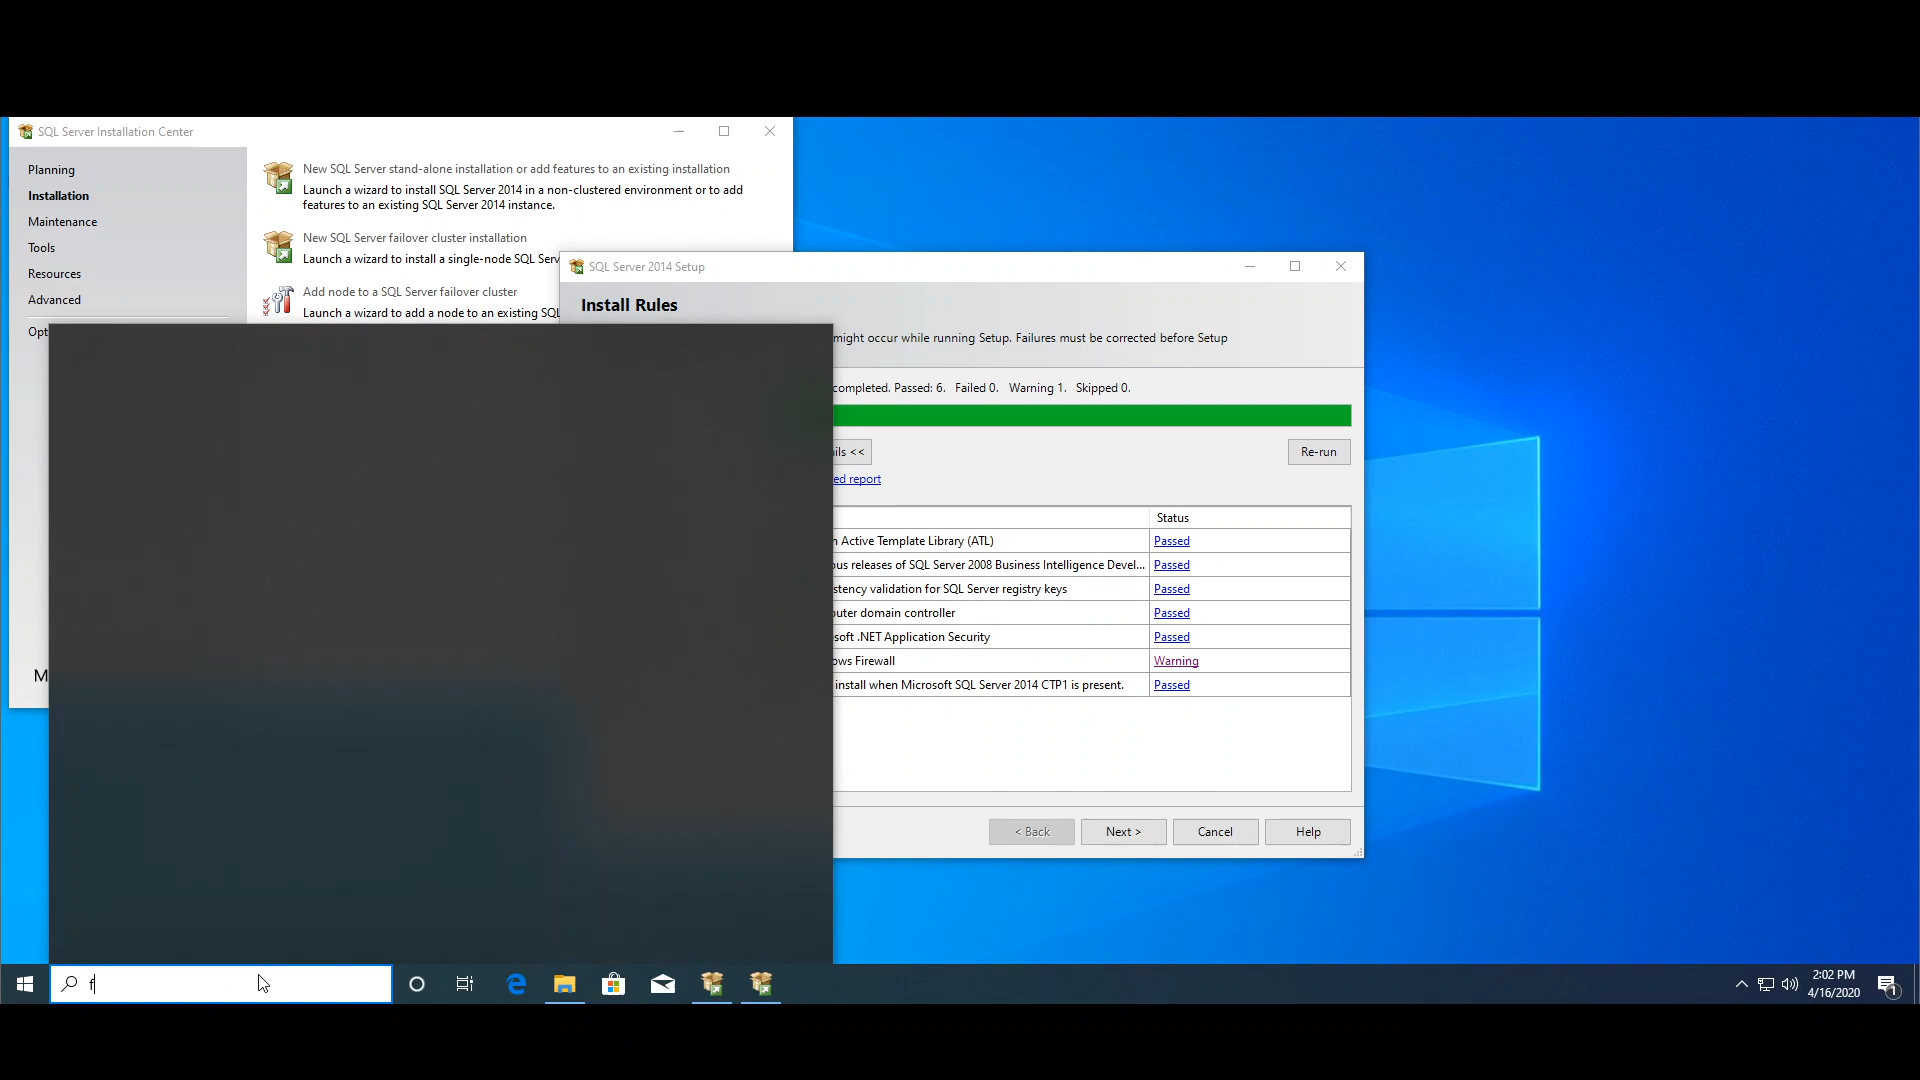 SQL Server Installation Center
Planning
Installation
Maintenance
Tools
Resources
Advanced
Opt
M
New SQL Server stand-alone installation or add features to an existing installation
Launch a wizard to install SQL Server 2014 in a non-clustered environment or to add
features to an existing SQL Server 2014 instance.
New SQL Server failover cluster installation
Launch a wizard to install a single-node SQL Serv
Add node to a SQL Server failover cluster
Launch a wizard to add a node to an existing SQL
SQL Server 2014 Setup
Install Rules
might occur while running Setup. Failures must be corrected before Setup
completed. Passed: 6. Failed 0. Warning 1. Skipped 0.
ils << Re-run
ed report
Status
n Active Template Library (ATL) Passed
ous releases of SQL Server 2008 Business Intelligence Devel... Passed
stency validation for SQL Server registry keys Passed
outer domain controller Passed
soft .NET Application Security Passed
ows Firewall Warning
install when Microsoft SQL Server 2014 CTP1 is present. Passed
< Back Next > Cancel Help
f
2:02 PM
4/16/2020
1